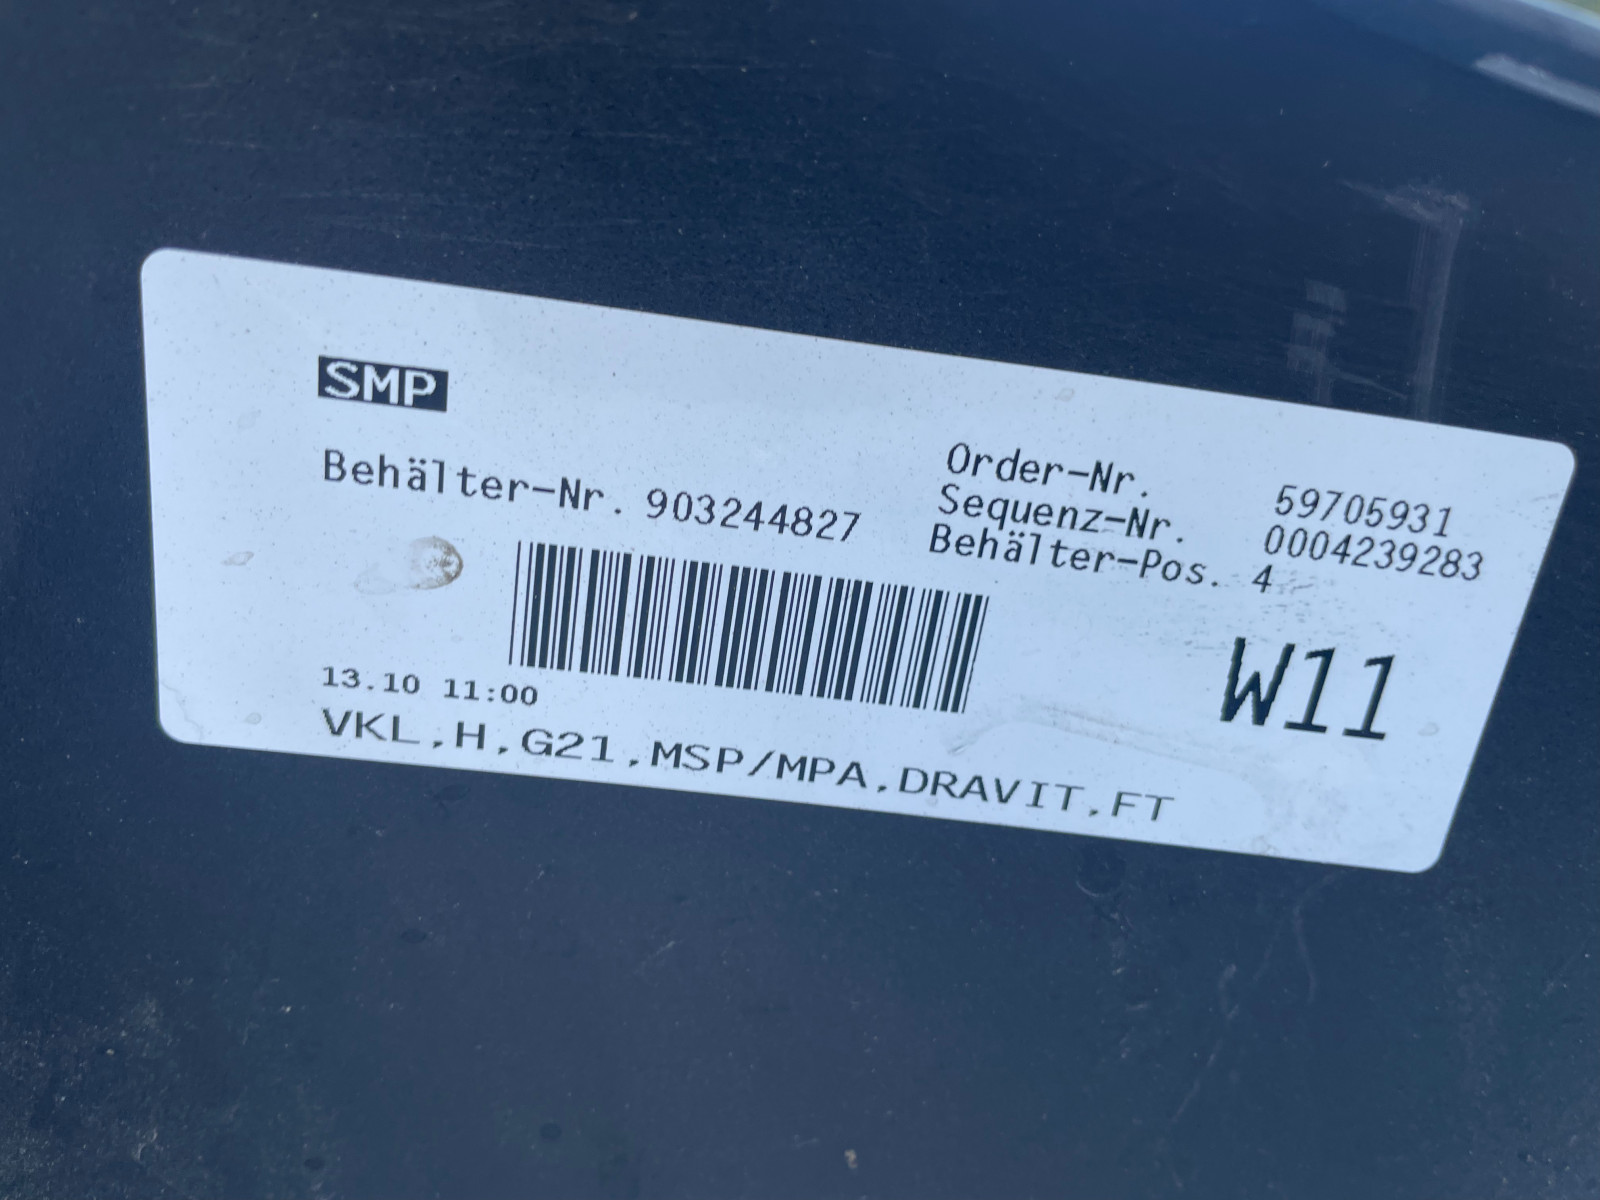 SMP
Behälter-Nr. 903244827
Order-Nr. 59705931
Sequenz-Nr. 0004239283
Behälter-Pos. 4
W11
13.10 11:00
VKL,H,G21,MSP/MPA,DRAVIT,FT